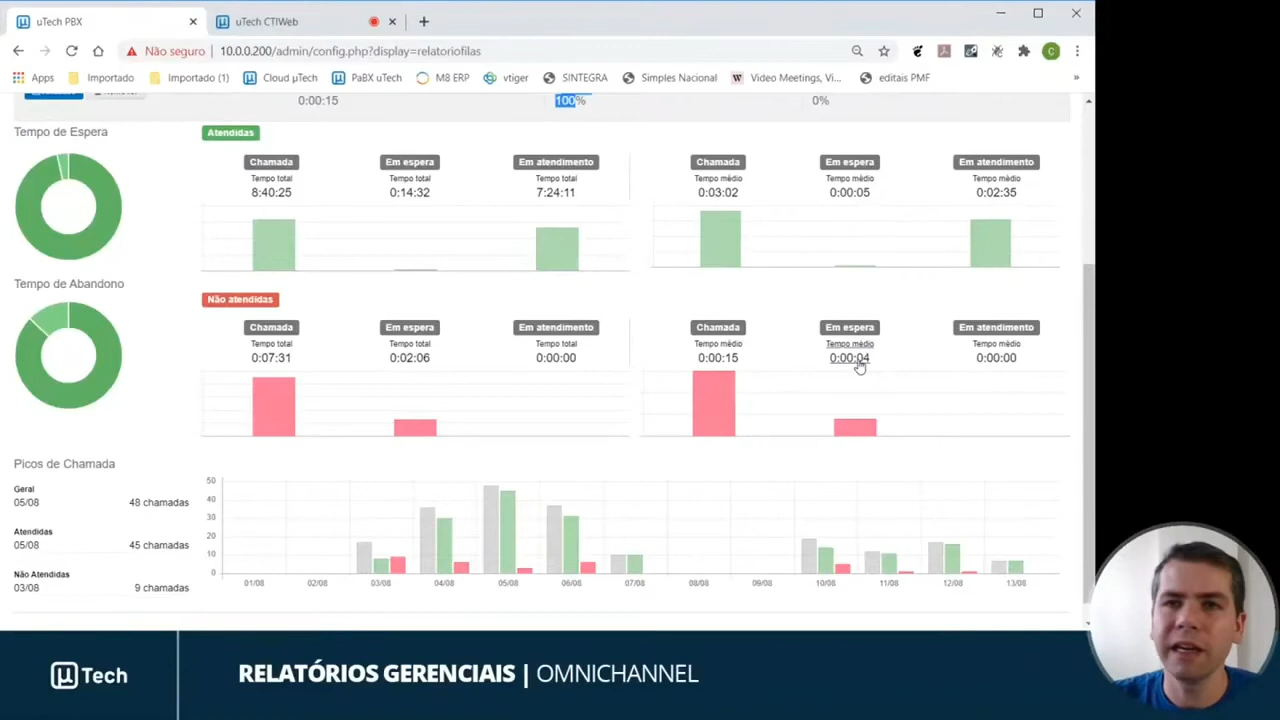 uTech PBX
uTech CTIWeb
Não seguro
10.0.0.200/admin/config.php?display=relatoriofilas
C
Apps
Importado
Importado (1)
Cloud µTech
PaBX uTech
M8 ERP
vtiger
SINTEGRA
Simples Nacional
Video Meetings, Vi...
editais PMF
»
0:00:15
100%
0%
Tempo de Espera
Atendidas
Chamada
Em espera
Em atendimento
Chamada
Em espera
Em atendimento
Tempo total
Tempo total
Tempo total
Tempo médio
Tempo médio
Tempo médio
8:40:25
0:14:32
7:24:11
0:03:02
0:00:05
0:02:35
Tempo de Abandono
Não atendidas
Chamada
Em espera
Em atendimento
Chamada
Em espera
Em atendimento
Tempo total
Tempo total
Tempo total
Tempo médio
Tempo médio
Tempo médio
0:07:31
0:02:06
0:00:00
0:00:15
0:00:04
0:00:00
Picos de Chamada
Geral
05/08
48 chamadas
Atendidas
05/08
45 chamadas
Não Atendidas
03/08
9 chamadas
50
40
30
20
10
0
01/08
02/08
03/08
04/08
05/08
06/08
07/08
08/08
09/08
10/08
11/08
12/08
13/08
µ Tech
RELATÓRIOS GERENCIAIS | OMNICHANNEL